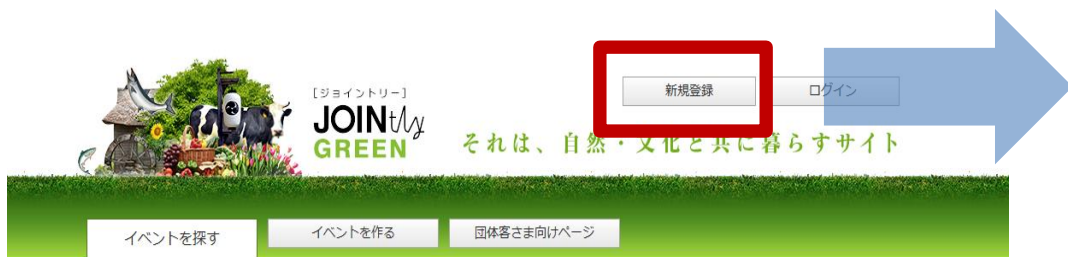 新規登録
ログイン
[ジョイントリー]
JOINtly
GREEN
それは、自然・文化と共に暮らすサイト
イベントを探す
イベントを作る
団体客さま向けページ